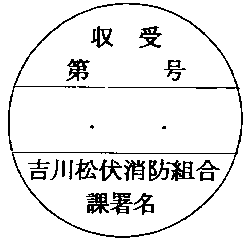 収 受
第 号
. .
吉川松伏消防組合
課署名